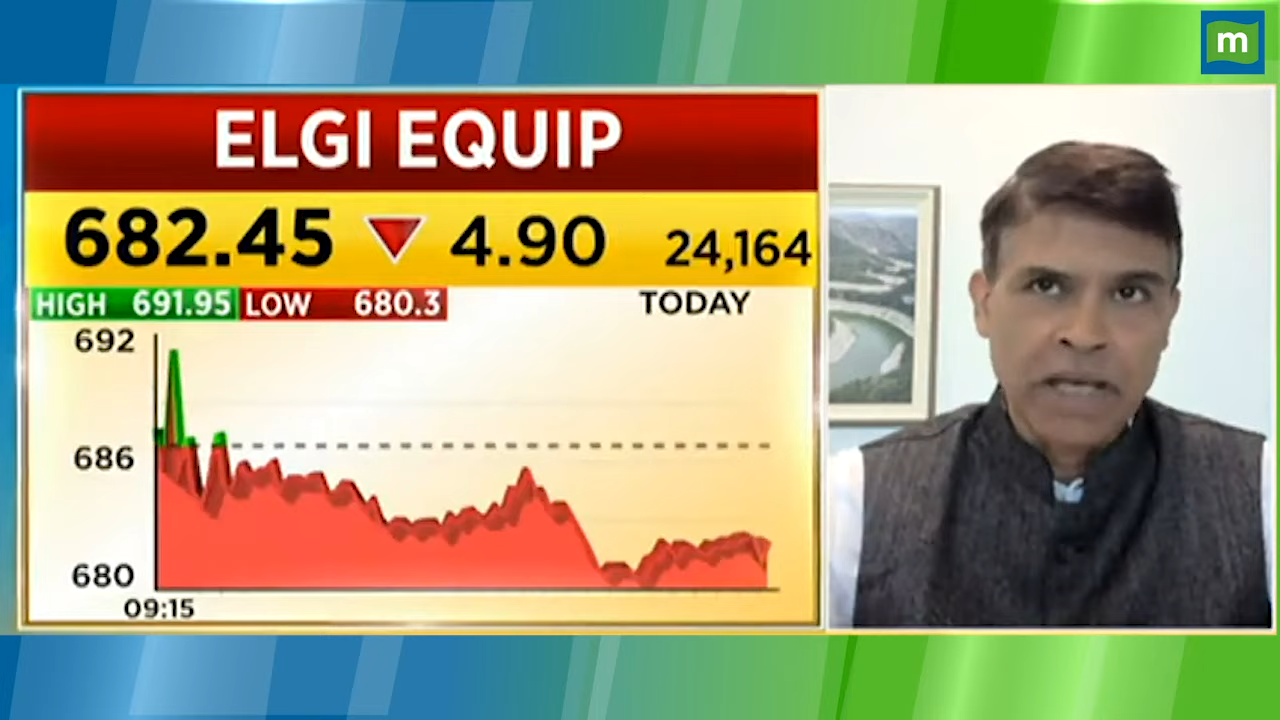 m
ELGI EQUIP
682.45 ▼ 4.90 24,164
HIGH 691.95 LOW 680.3 TODAY
692
686
680
09:15